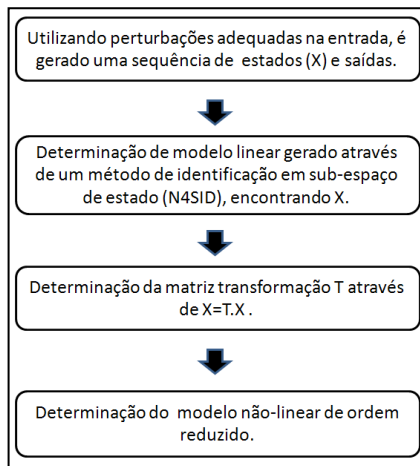 Utilizando perturbações adequadas na entrada, é
gerado uma sequência de estados (X) e saídas.
Determinação de modelo linear gerado através
de um método de identificação em sub-espaço
de estado (N4SID), encontrando X.
Determinação da matriz transformação T através
de X=T.X .
Determinação do modelo não-linear de ordem
reduzido.